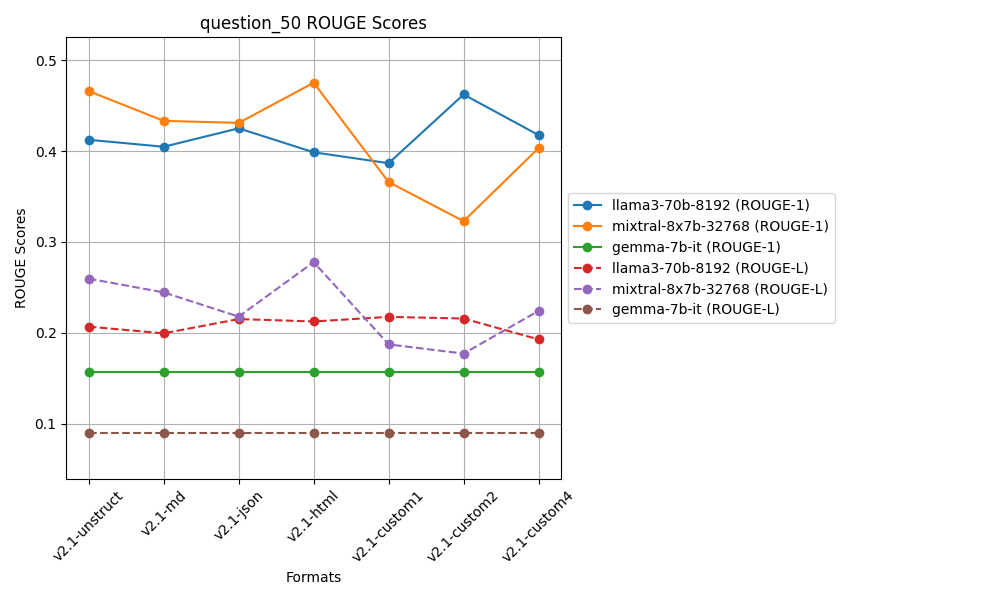 question_50 ROUGE Scores
ROUGE Scores
0.5
0.4
0.3
0.2
0.1
v2.1-unstruct
v2.1-md
v2.1-json
v2.1-html
v2.1-custom1
v2.1-custom2
v2.1-custom4
Formats
llama3-70b-8192 (ROUGE-1)
mixtral-8x7b-32768 (ROUGE-1)
gemma-7b-it (ROUGE-1)
llama3-70b-8192 (ROUGE-L)
mixtral-8x7b-32768 (ROUGE-L)
gemma-7b-it (ROUGE-L)